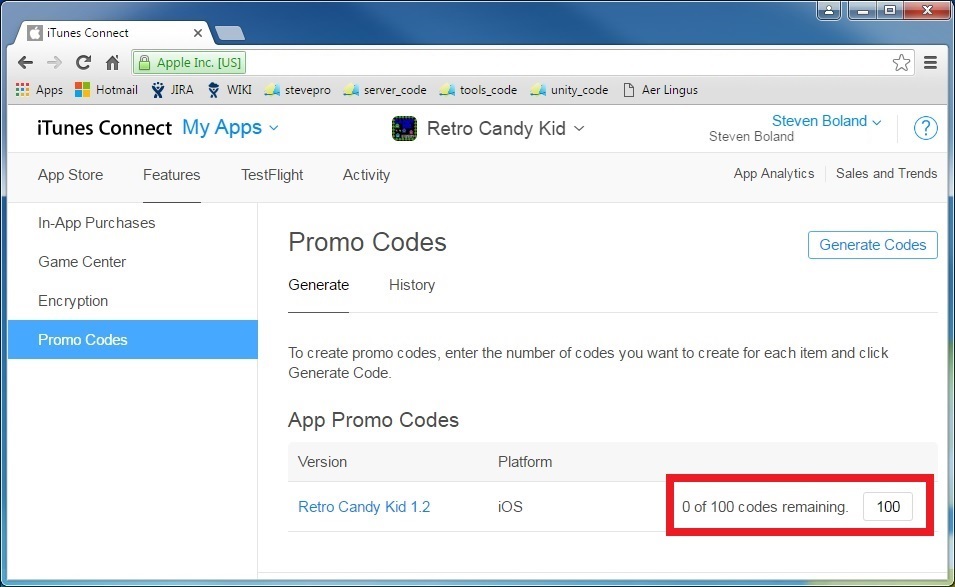 iTunes Connect
Apple Inc. [US]
Apps Hotmail JIRA WIKI stevepro server_code tools_code unity_code Aer Lingus
iTunes Connect My Apps Retro Candy Kid Steven Boland ?
Steven Boland
App Store Features TestFlight Activity App Analytics Sales and Trends
In-App Purchases
Game Center
Encryption
Promo Codes
Promo Codes Generate Codes
Generate History
To create promo codes, enter the number of codes you want to create for each item and click
Generate Code.
App Promo Codes
Version Platform
Retro Candy Kid 1.2 iOS 0 of 100 codes remaining. 100